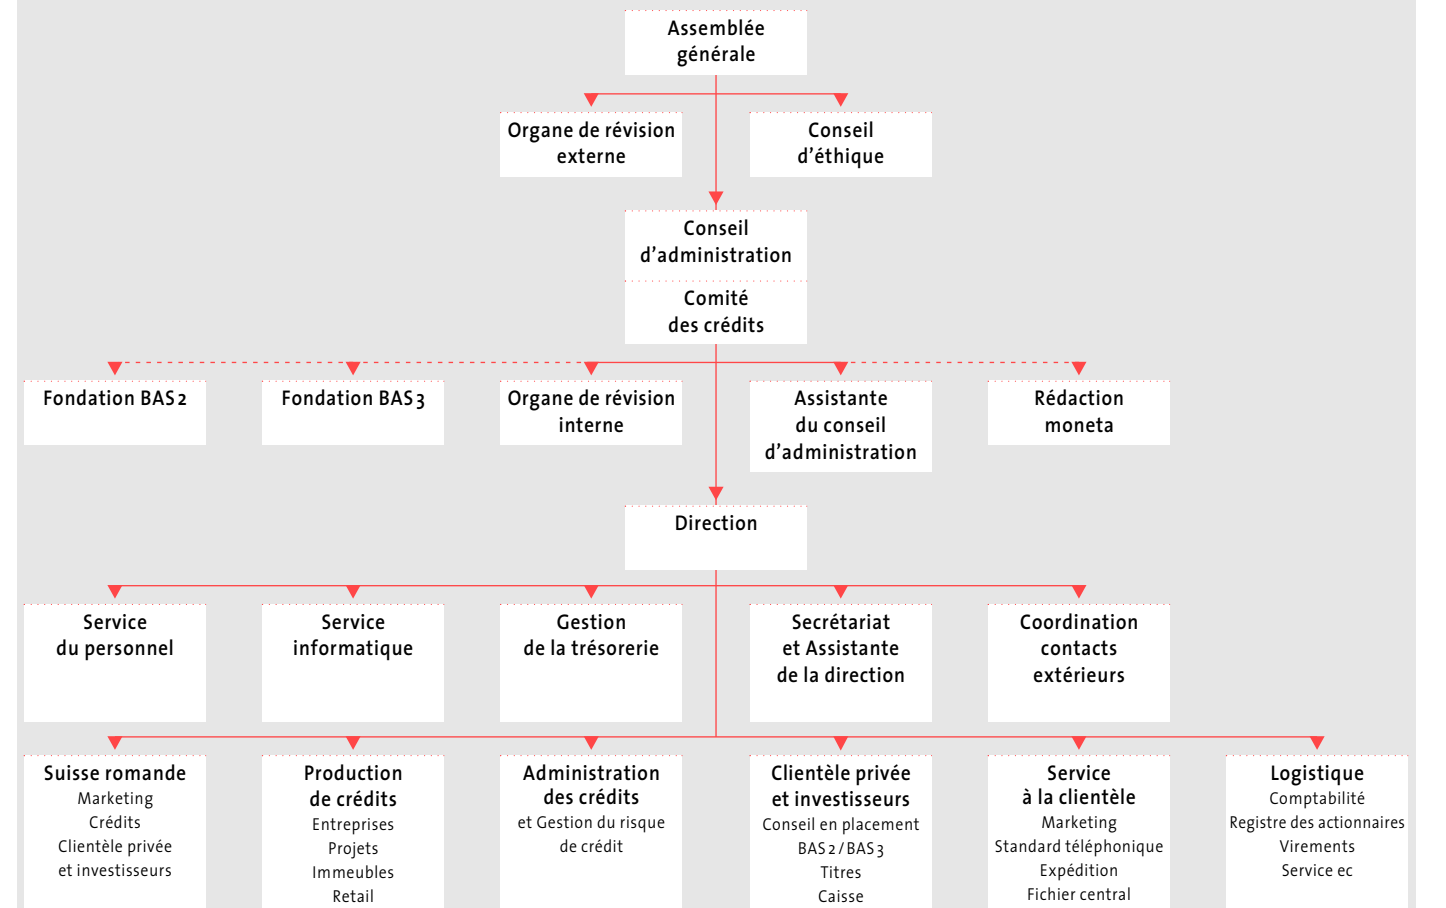 Assemblée
générale
Organe de révision
externe
Conseil
d’éthique
Conseil
d’administration
Comité
des crédits
Fondation BAS 2
Fondation BAS 3
Organe de révision
interne
Assistante
du conseil
d’administration
Rédaction
moneta
Direction
Service
du personnel
Service
informatique
Gestion
de la trésorerie
Secrétariat
et Assistante
de la direction
Coordination
contacts
extérieurs
Suisse romande
Marketing
Crédits
Clientèle privée
et investisseurs
Production
de crédits
Entreprises
Projets
Immeubles
Retail
Administration
des crédits
et Gestion du risque
de crédit
Clientèle privée
et investisseurs
Conseil en placement
BAS 2 / BAS 3
Titres
Caisse
Service
à la clientèle
Marketing
Standard téléphonique
Expédition
Fichier central
Logistique
Comptabilité
Registre des actionnaires
Virements
Service ec